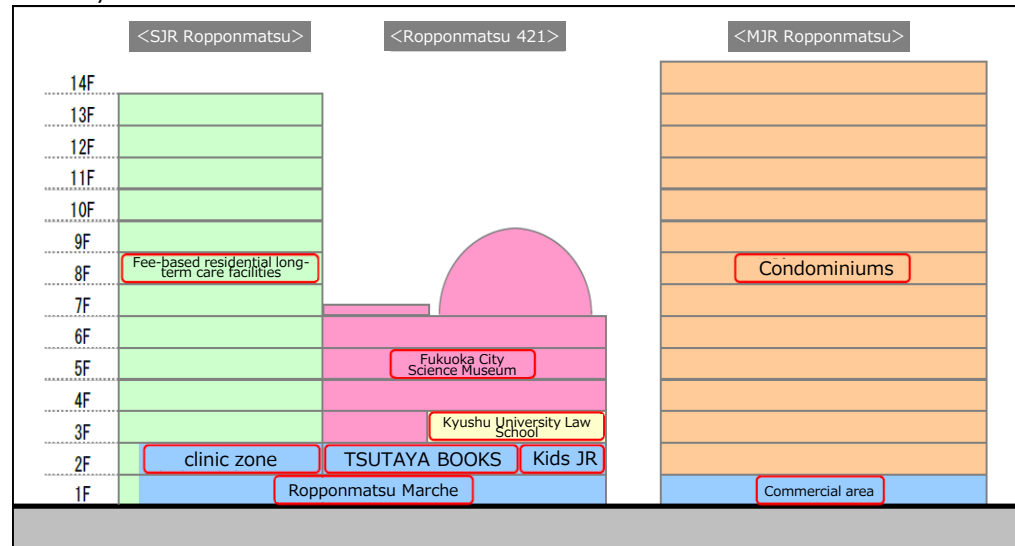 ＜SJR Ropponmatsu＞
＜Ropponmatsu 421＞
＜MJR Ropponmatsu＞
14F
13F
12F
11F
10F
9F
8F
7F
6F
5F
4F
3F
2F
1F
Fee-based residential long-
term care facilities
Condominiums
Fukuoka City
Science Museum
Kyushu University Law
School
clinic zone
TSUTAYA BOOKS
Kids JR
Ropponmatsu Marche
Commercial area